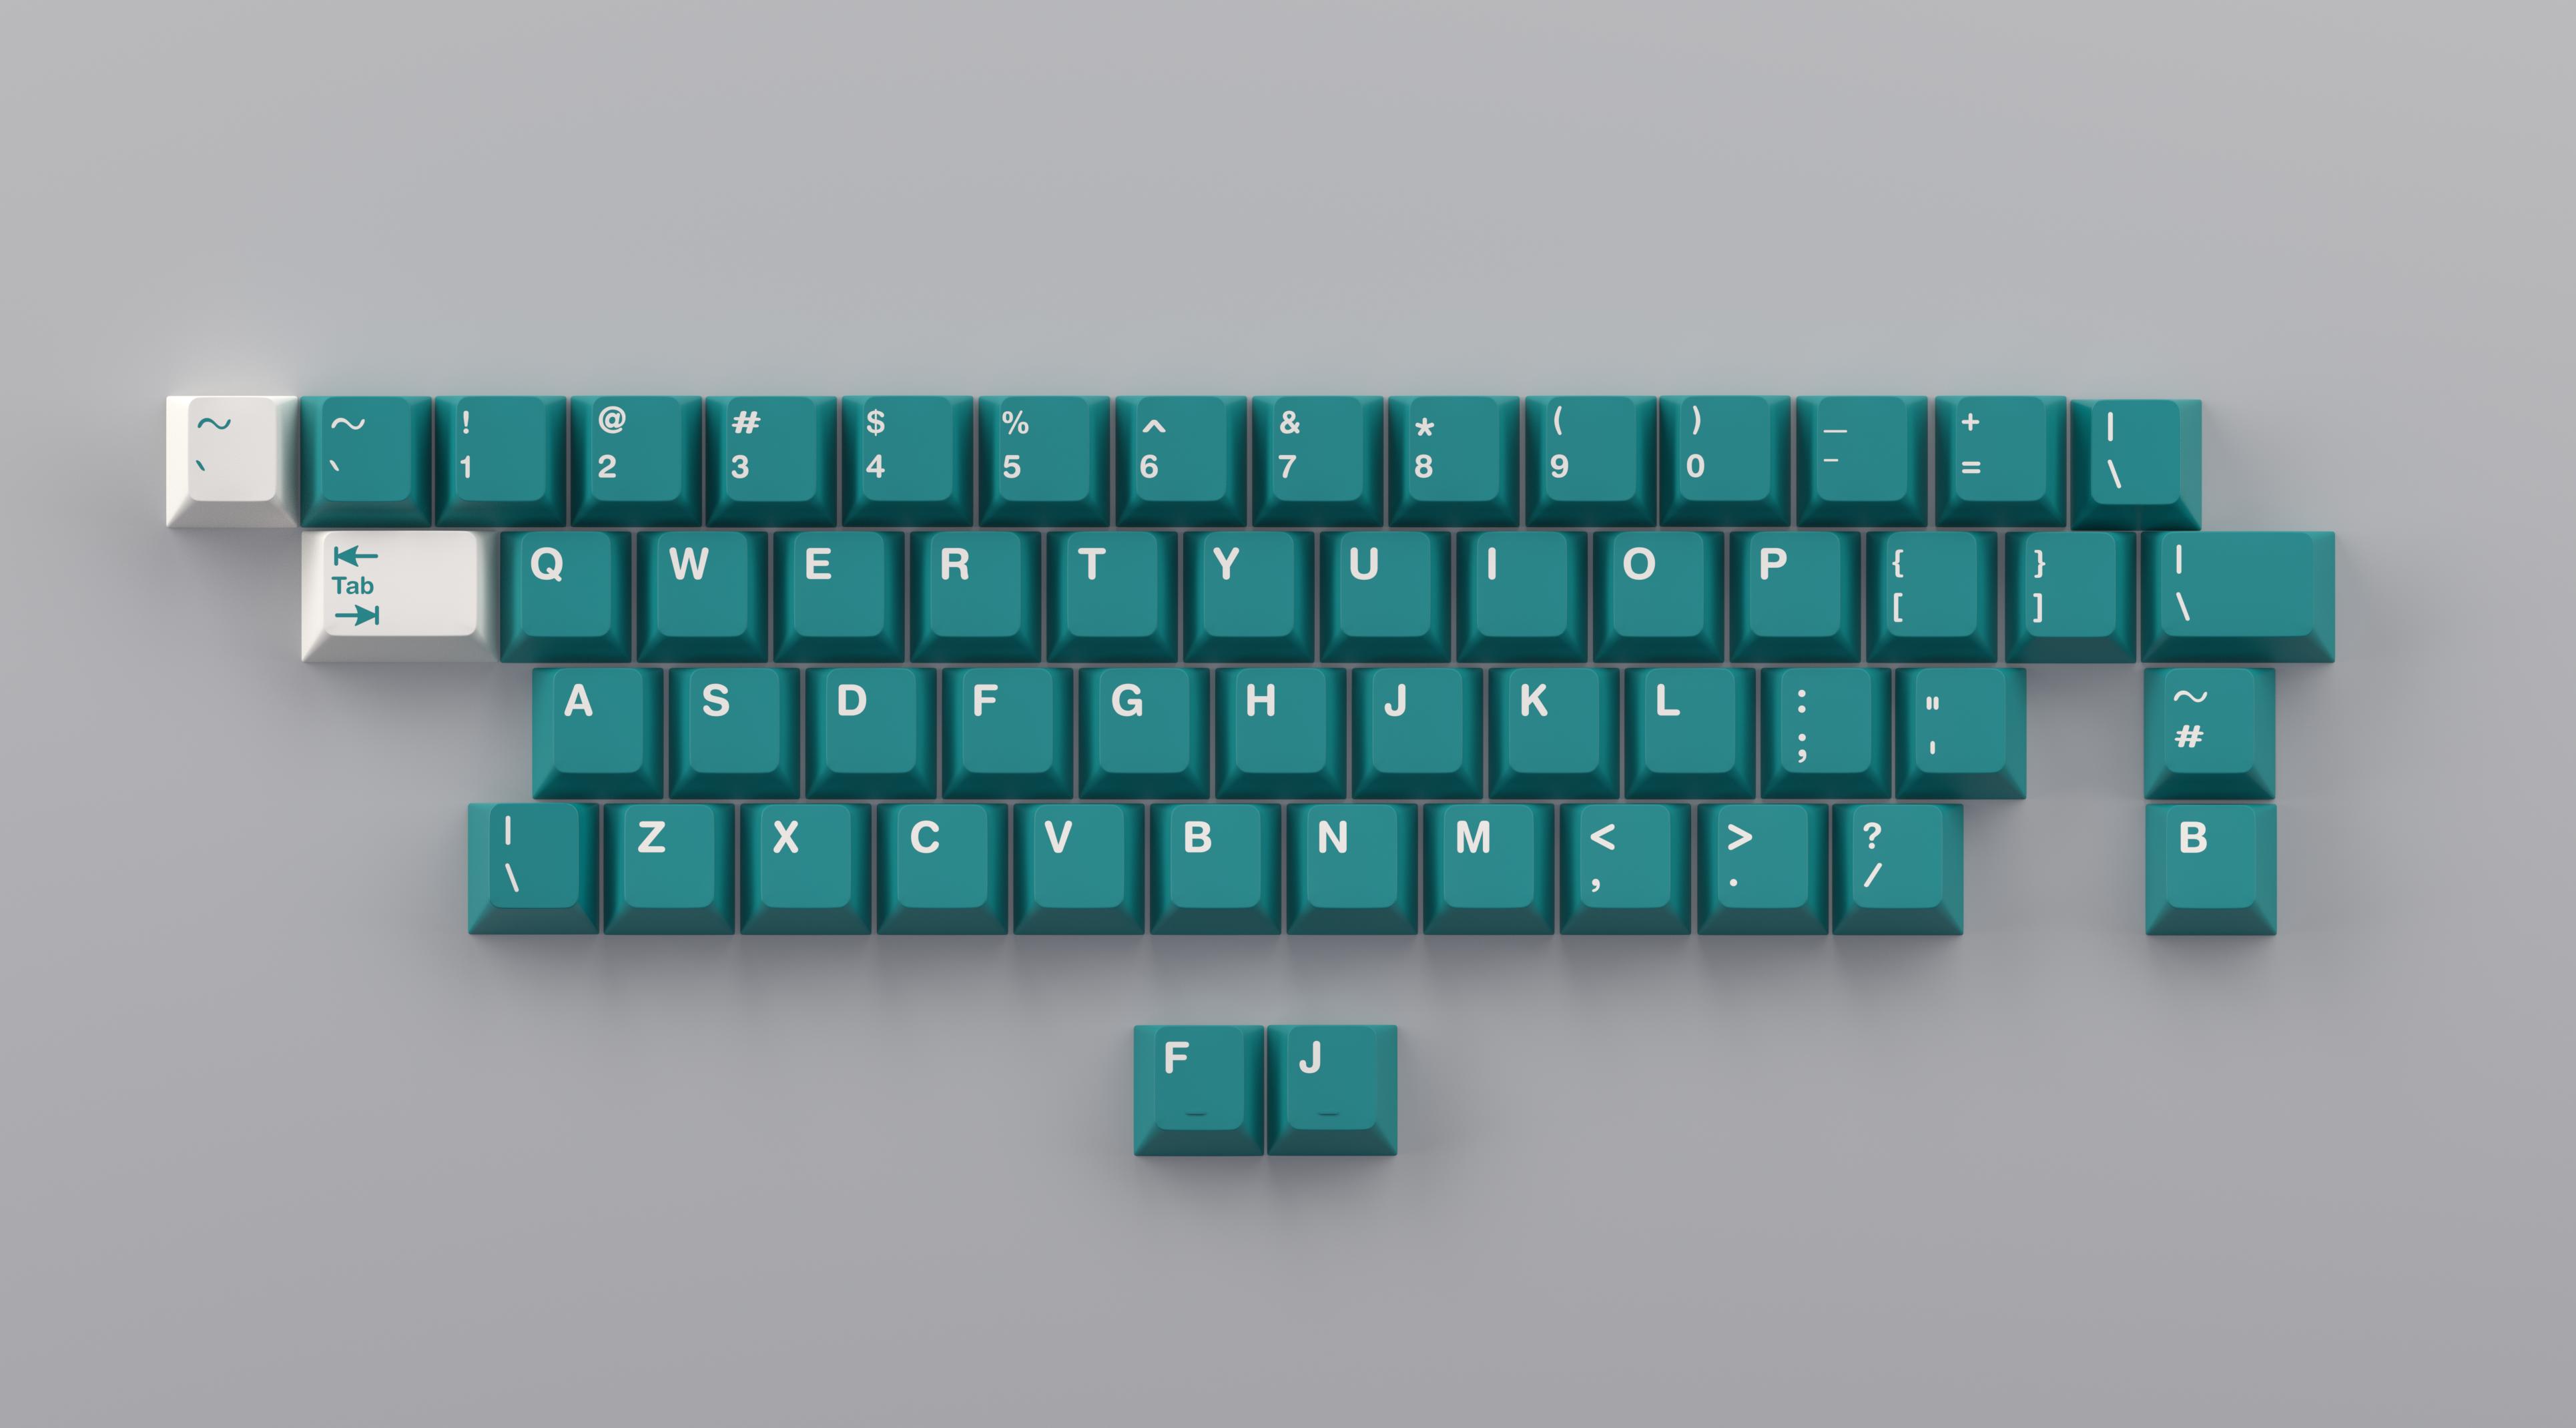 ~ ~ ! @ # $ % ^ & * ( ) _ + |
` ` 1 2 3 4 5 6 7 8 9 0 - = \
Tab Q W E R T Y U I O P { } |
[ ] \
A S D F G H J K L : " ~
; ' #
| Z X C V B N M < > ? B
\ , . /
F J